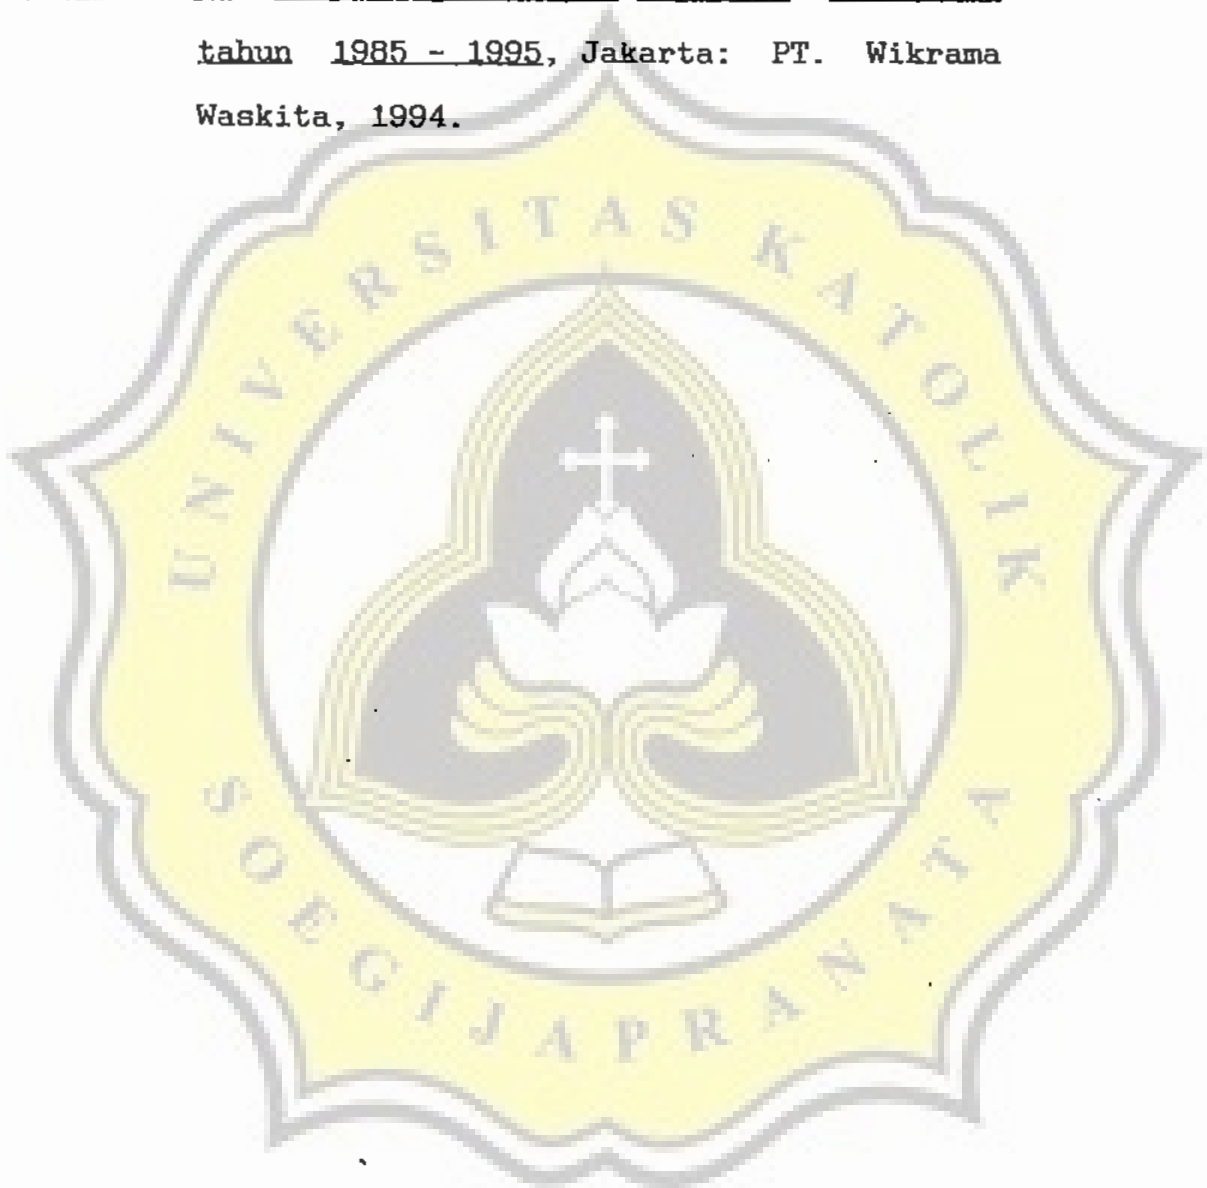 tahun 1985 - 1995, Jakarta: PT. Wikrama
Waskita, 1994.
UNIVERSITAS KATOLIK
SOEGIJAPRANATA